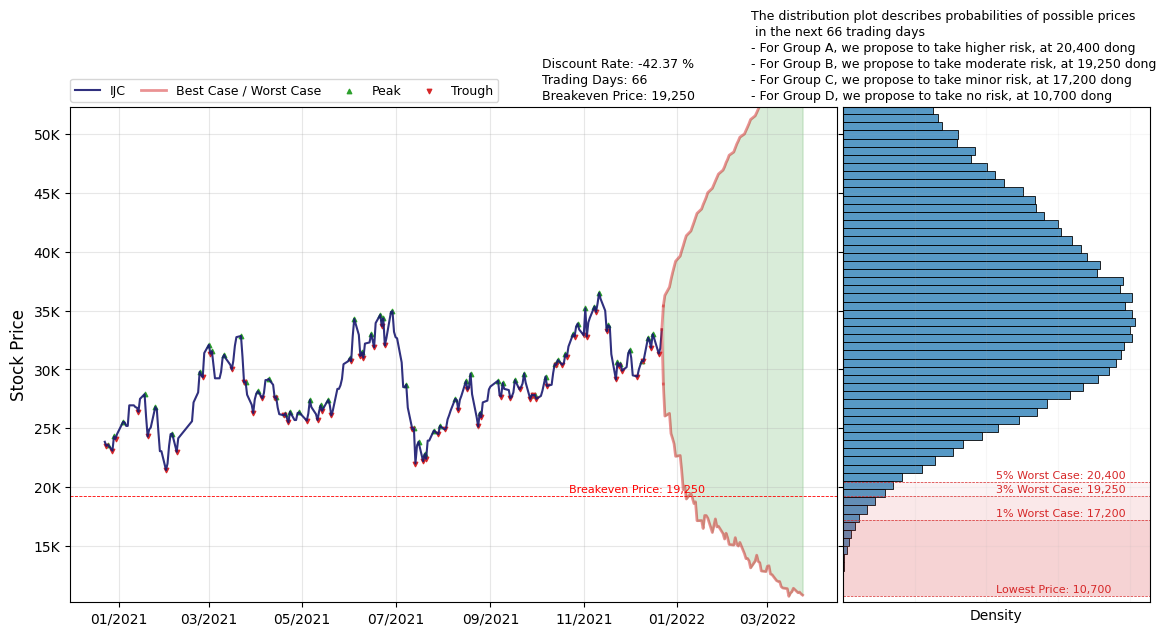 The distribution plot describes probabilities of possible prices
in the next 66 trading days
- For Group A, we propose to take higher risk, at 20,400 dong
- For Group B, we propose to take moderate risk, at 19,250 dong
- For Group C, we propose to take minor risk, at 17,200 dong
- For Group D, we propose to take no risk, at 10,700 dong
Discount Rate: -42.37 %
Trading Days: 66
Breakeven Price: 19,250
IJC
Best Case / Worst Case
Peak
Trough
Stock Price
50K
45K
40K
35K
30K
25K
20K
15K
Breakeven Price: 19,250
5% Worst Case: 20,400
3% Worst Case: 19,250
1% Worst Case: 17,200
Lowest Price: 10,700
01/2021
03/2021
05/2021
07/2021
09/2021
11/2021
01/2022
03/2022
Density